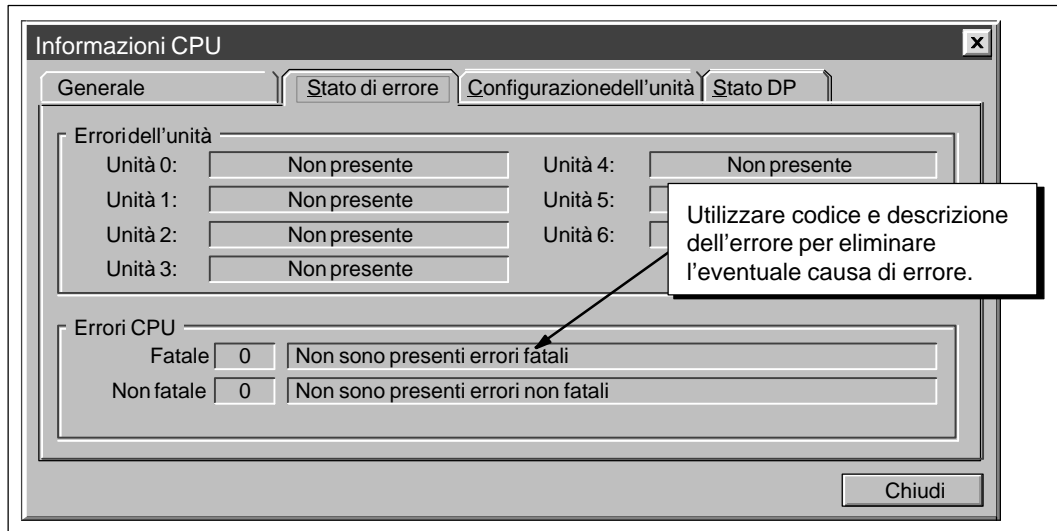 Informazioni CPU
x
Generale
Stato di errore
Configurazionedell'unità
Stato DP
Erroridell'unità
Unità 0:
Non presente
Unità 4:
Non presente
Unità 1:
Non presente
Unità 5:
Unità 2:
Non presente
Unità 6:
Unità 3:
Non presente
Utilizzare codice e descrizione
dell'errore per eliminare
l'eventuale causa di errore.
Errori CPU
Fatale
0
Non sono presenti errori fatali
Non fatale
0
Non sono presenti errori non fatali
Chiudi